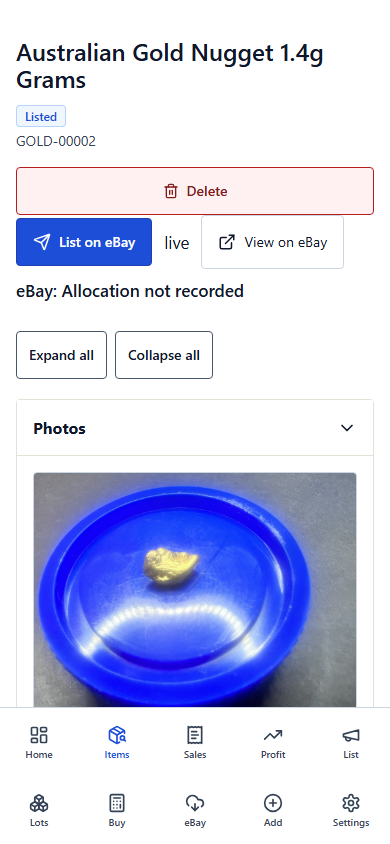 Australian Gold Nugget 1.4g
Grams
Listed
GOLD-00002
Delete
List on eBay
live
View on eBay
eBay: Allocation not recorded
Expand all
Collapse all
Photos
Home
Items
Sales
Profit
List
Lots
Buy
eBay
Add
Settings